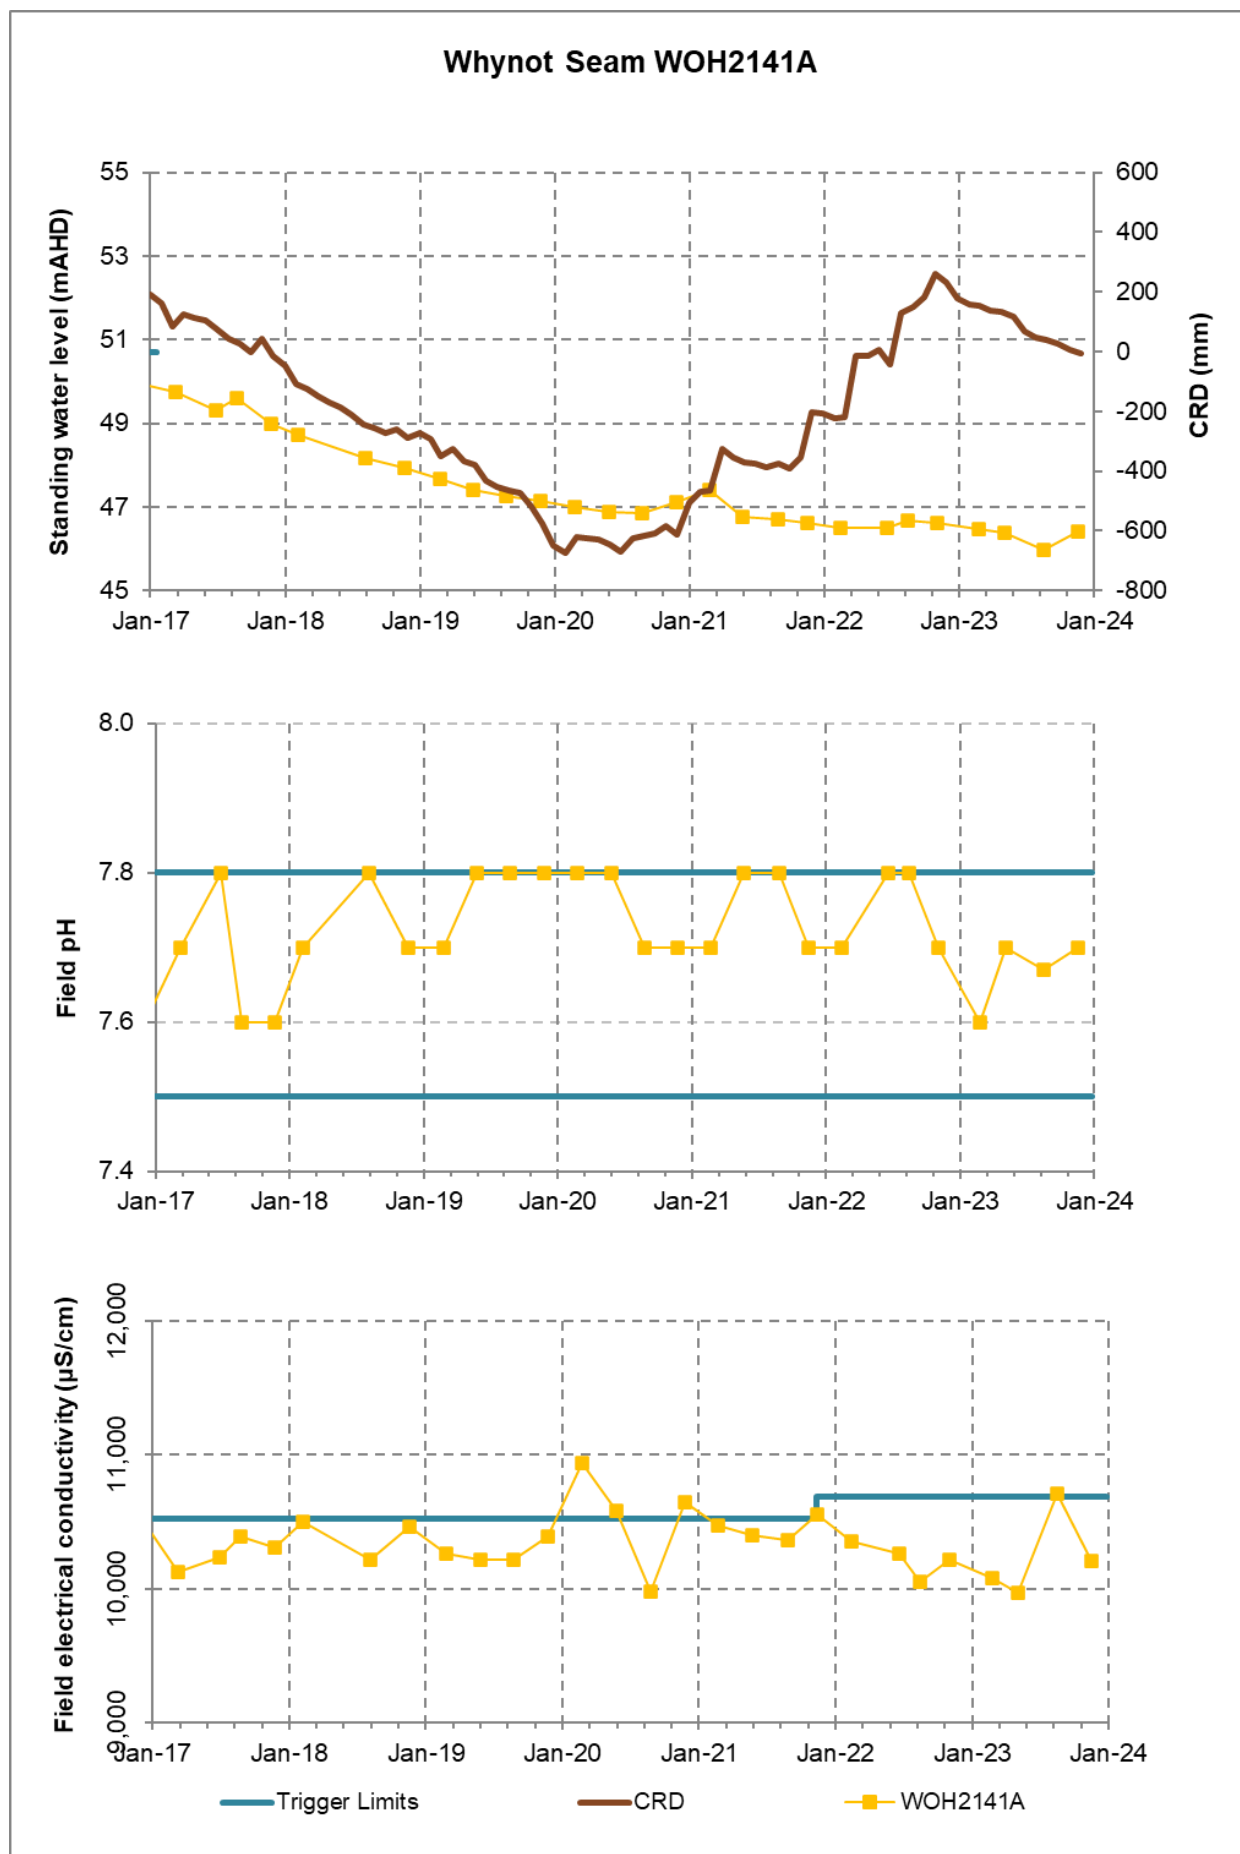 Whynot Seam WOH2141A
Standing water level (mAHD)
55
53
51
49
47
45
600
400
200
0
-200
-400
-600
-800
CRD (mm)
Jan-17 Jan-18 Jan-19 Jan-20 Jan-21 Jan-22 Jan-23 Jan-24
Field pH
8.0
7.8
7.6
7.4
Jan-17 Jan-18 Jan-19 Jan-20 Jan-21 Jan-22 Jan-23 Jan-24
Field electrical conductivity (µS/cm)
12,000
11,000
10,000
9,000
Jan-17 Jan-18 Jan-19 Jan-20 Jan-21 Jan-22 Jan-23 Jan-24
Trigger Limits CRD WOH2141A